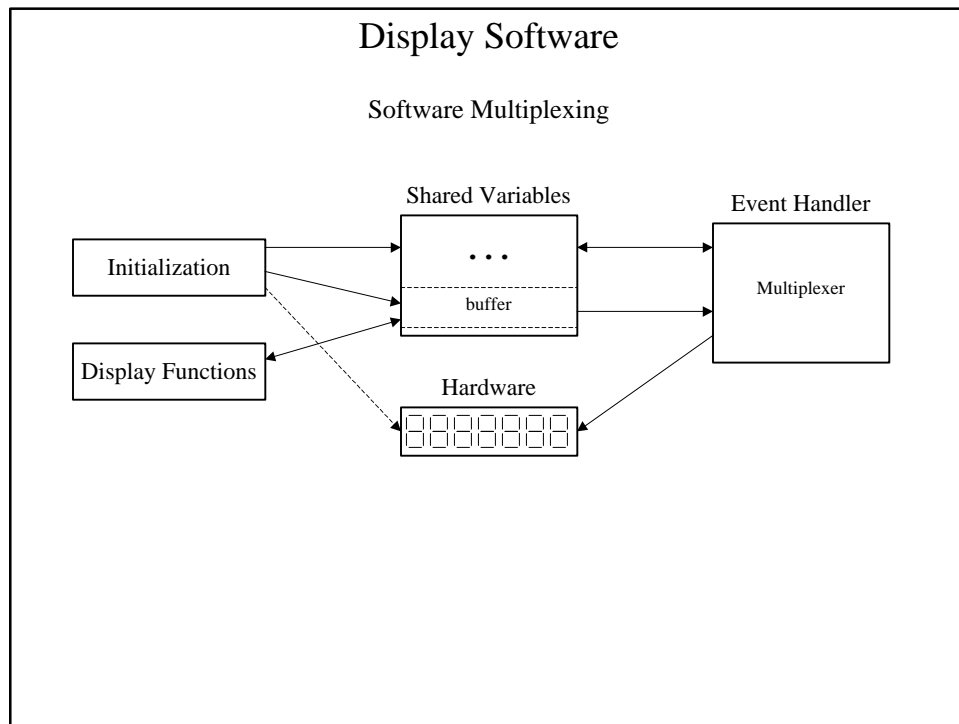 Display Software
Software Multiplexing
Shared Variables
Event Handler
Initialization
...
Multiplexer
buffer
Display Functions
Hardware